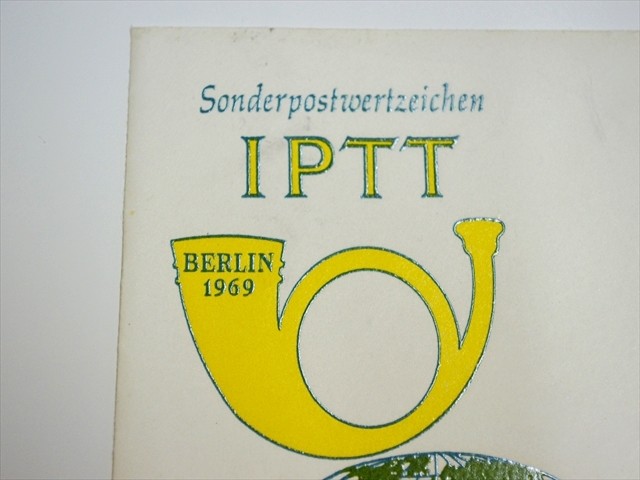 Sonderpostwertzeichen
IPTT
BERLIN
1969